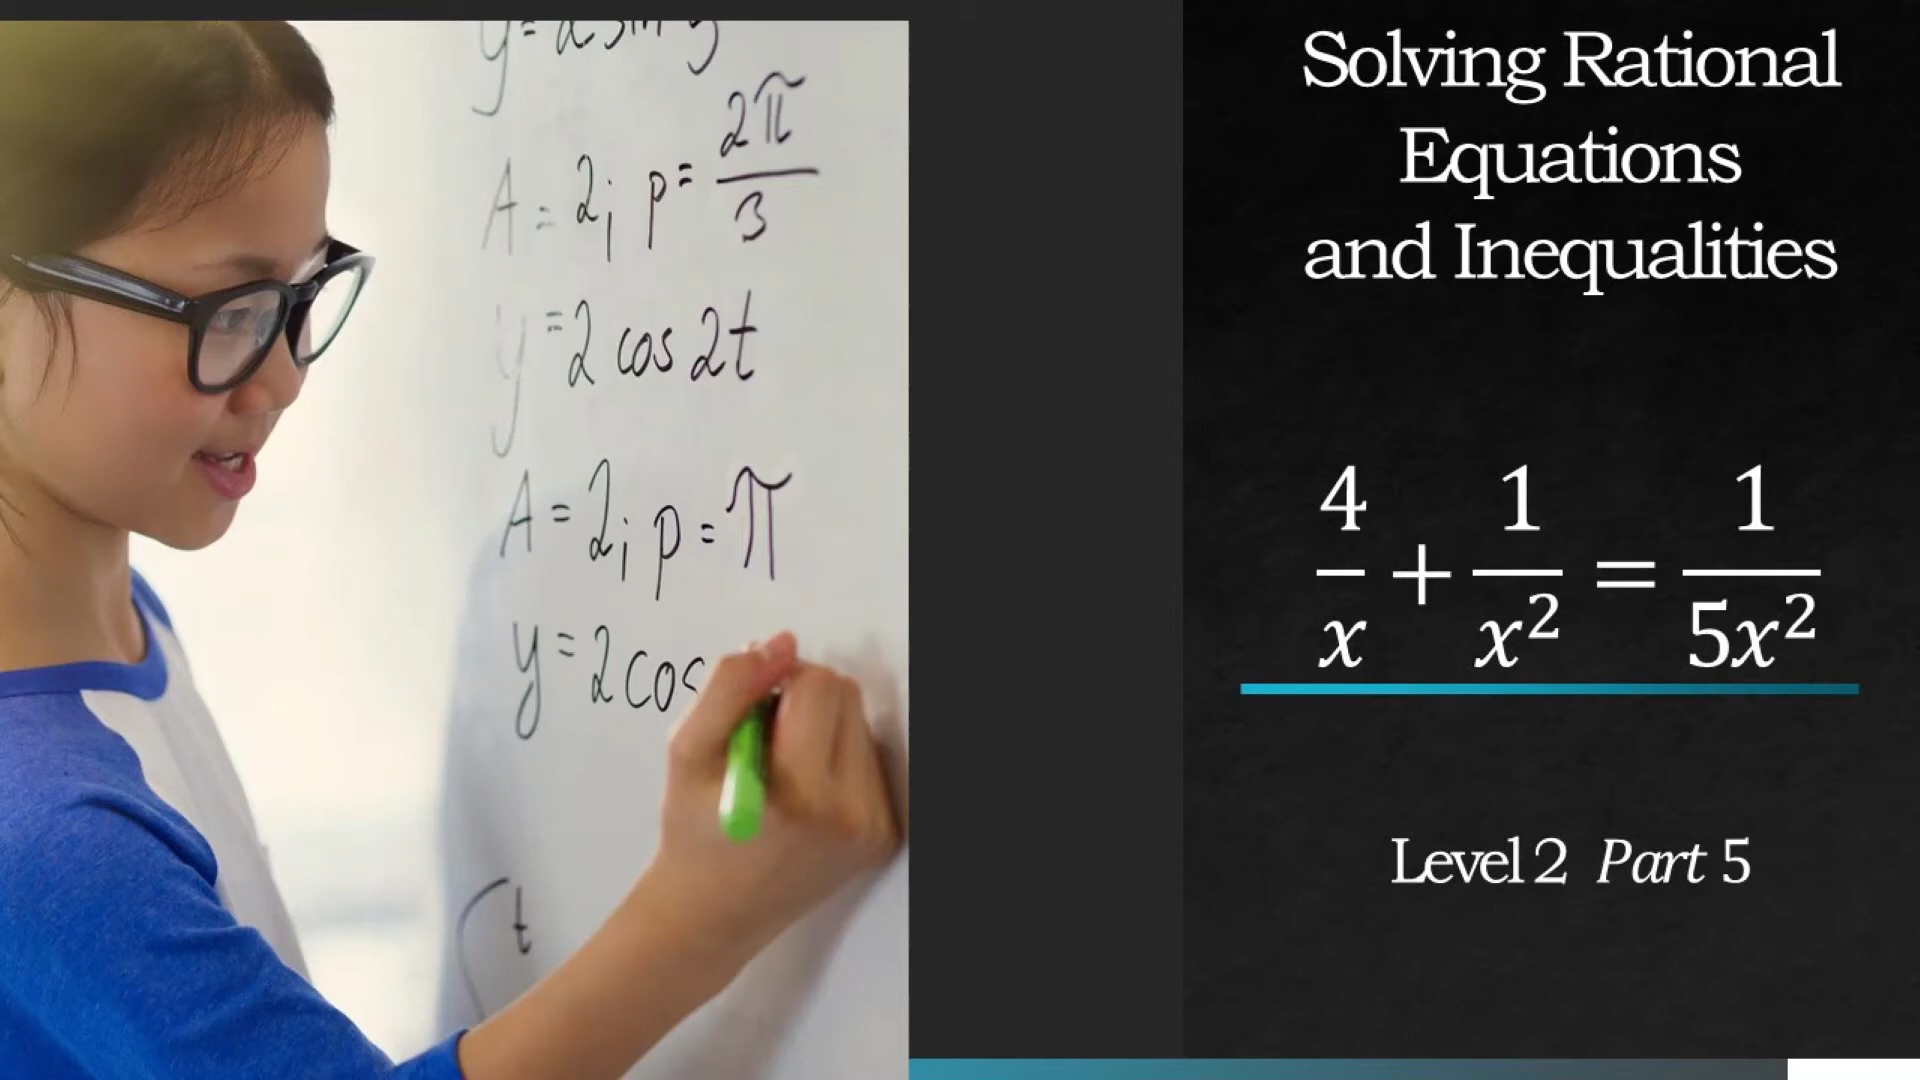 A = 2; p = 2π/3
y = 2 cos 2t
A = 2; p = π
y = 2 cos
t
Solving Rational
Equations
and Inequalities
4/x + 1/x² = 1/5x²
Level 2 Part 5